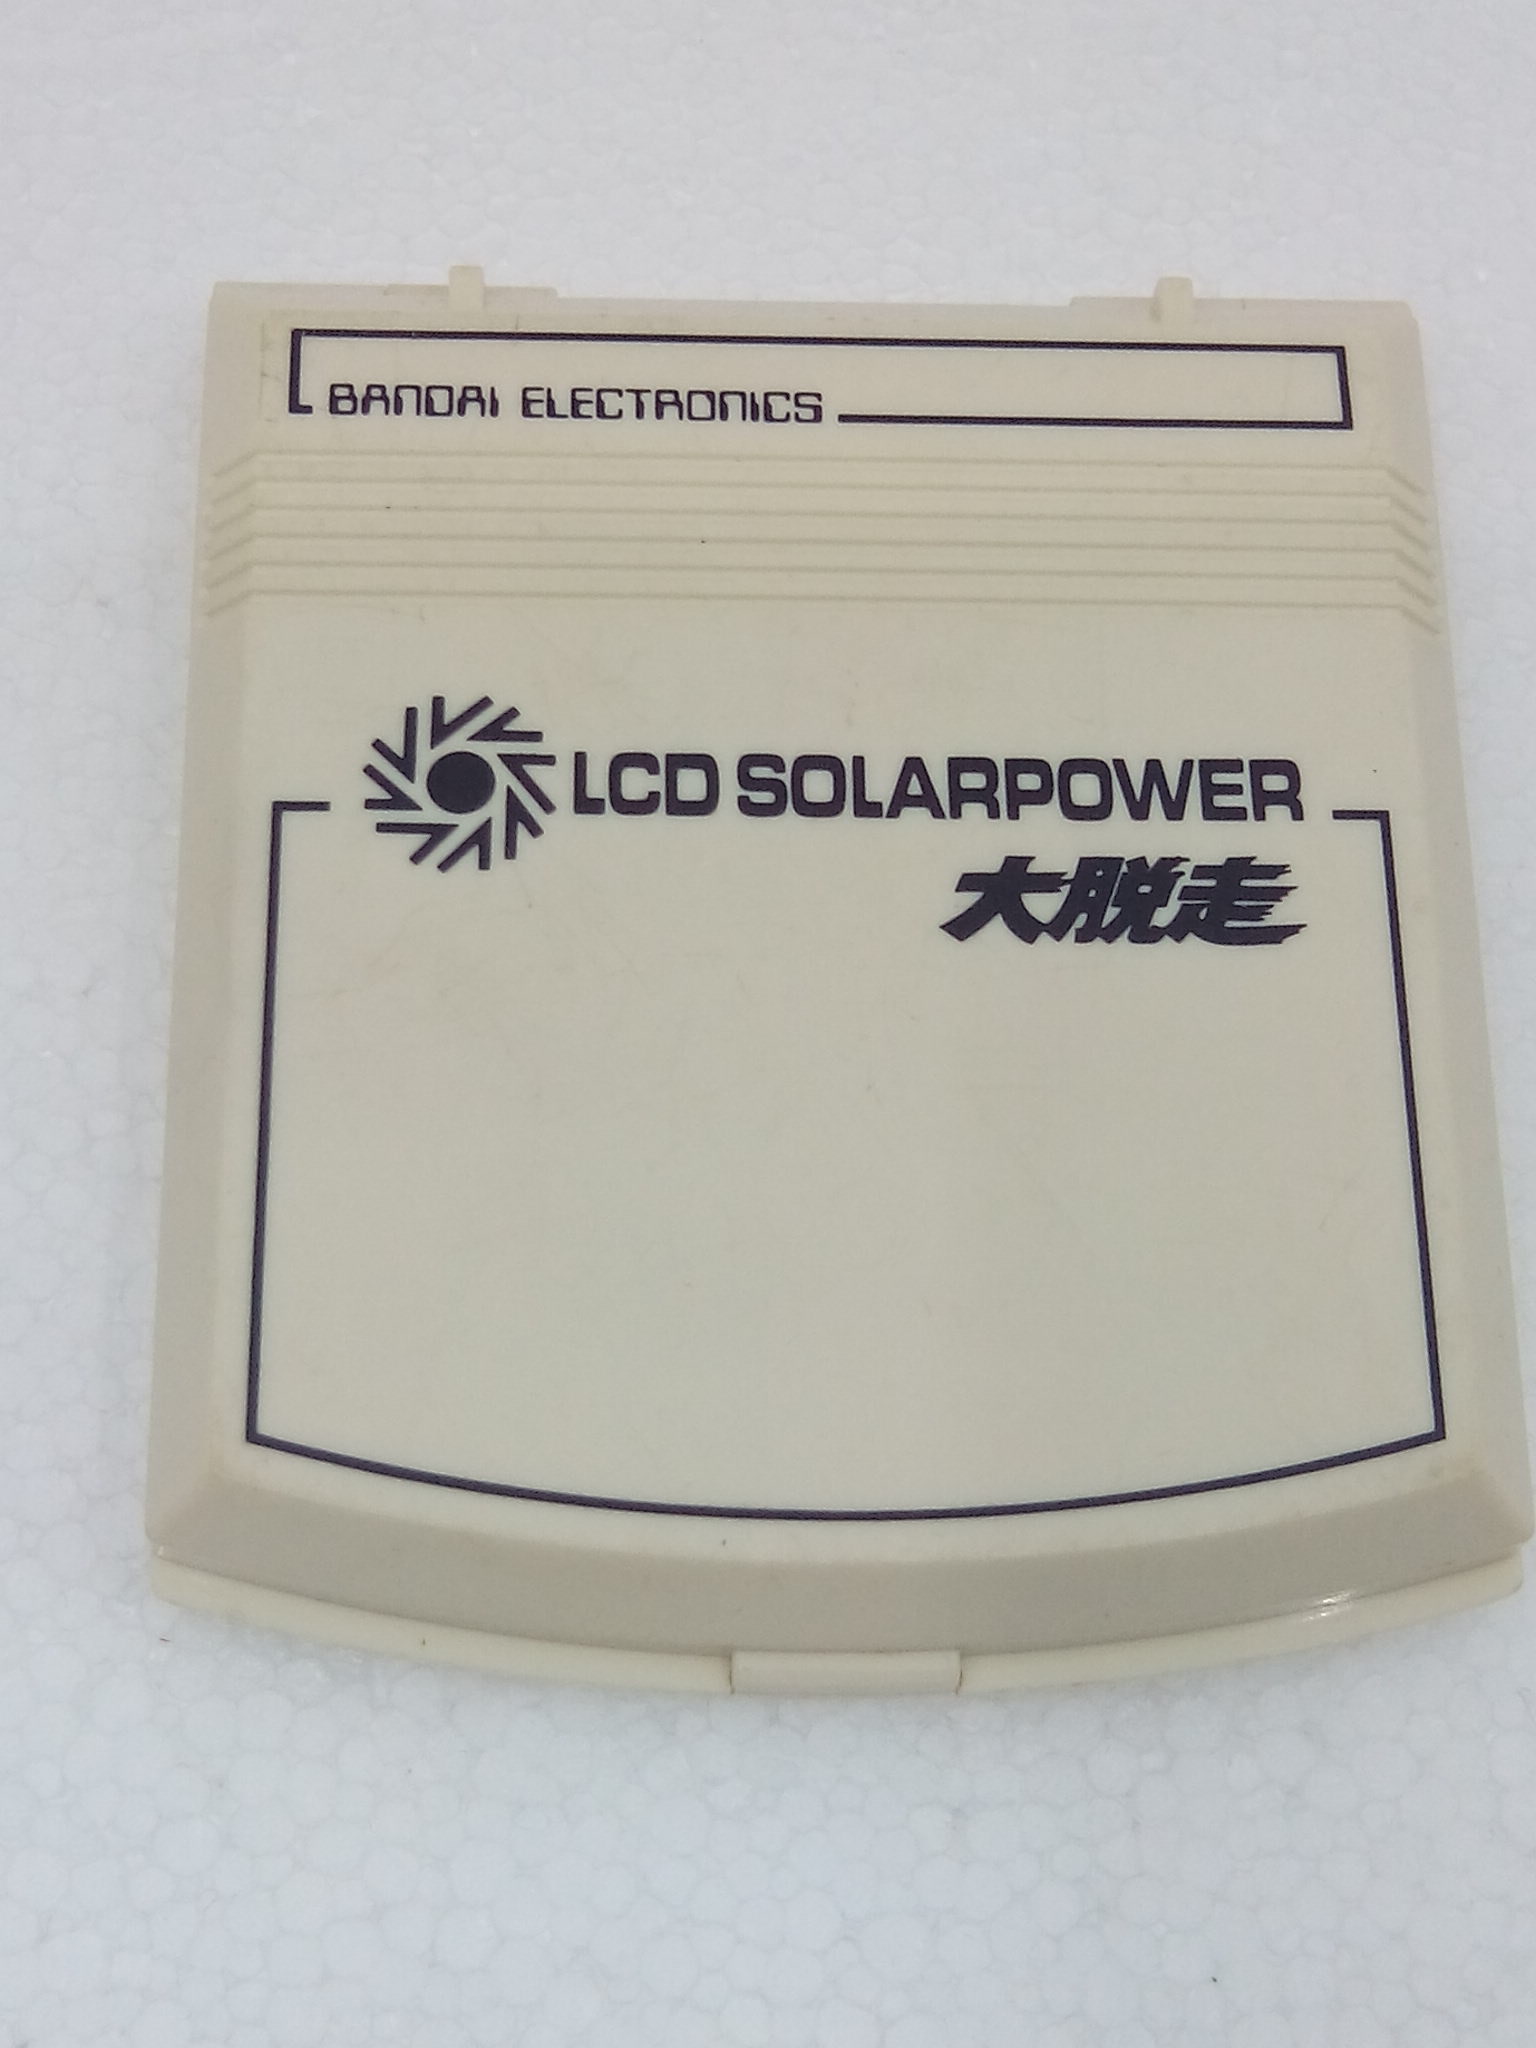 BANDAI ELECTRONICS
LCD SOLARPOWER
大脱走